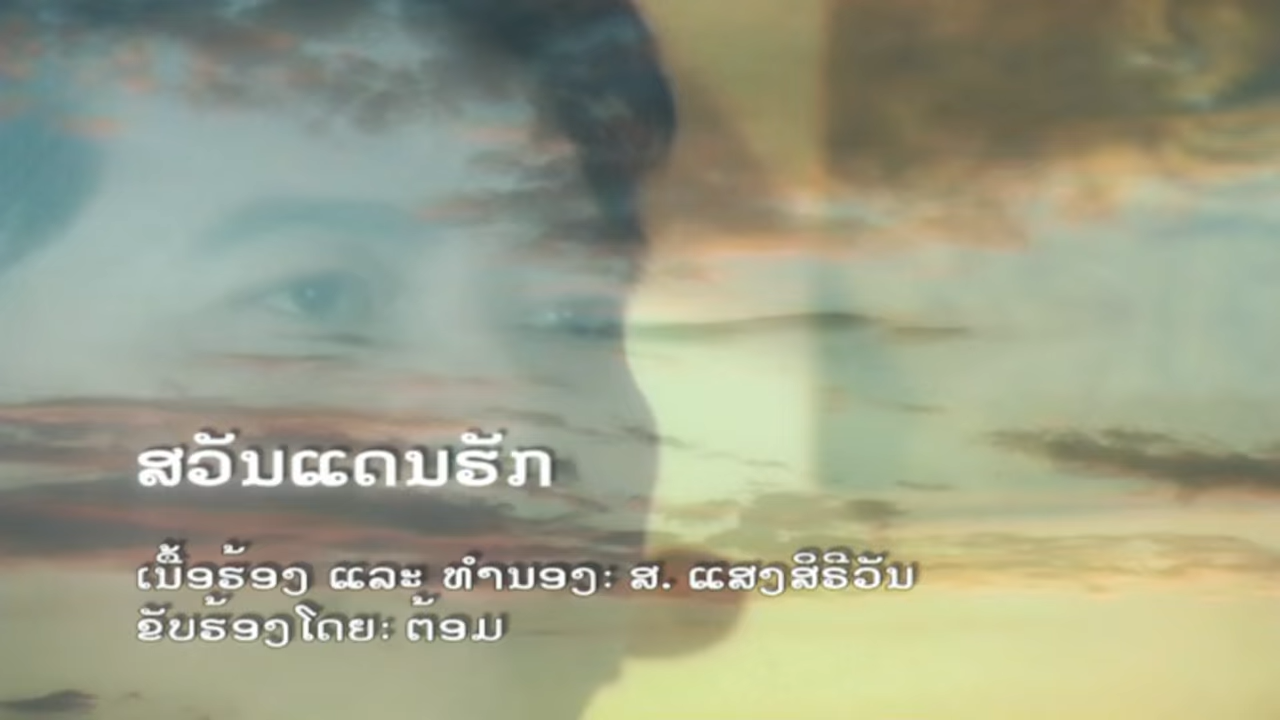 ສວັນແດນຮັກ
ເນື້ອຮ້ອງ ແລະ ທຳນອງ: ສ. ແສງສິຣິວັນ
ຂັບຮ້ອງໂດຍ: ຕ້ອມ